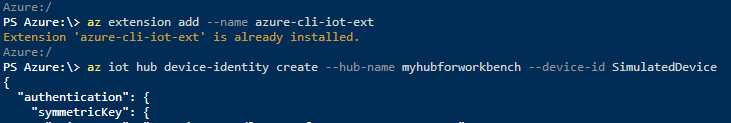 Azure:/
PS Azure:\> az extension add --name azure-cli-iot-ext
Extension 'azure-cli-iot-ext' is already installed.
Azure:/
PS Azure:\> az iot hub device-identity create --hub-name myhubforworkbench --device-id SimulatedDevice
{
  "authentication": {
    "symmetricKey": {